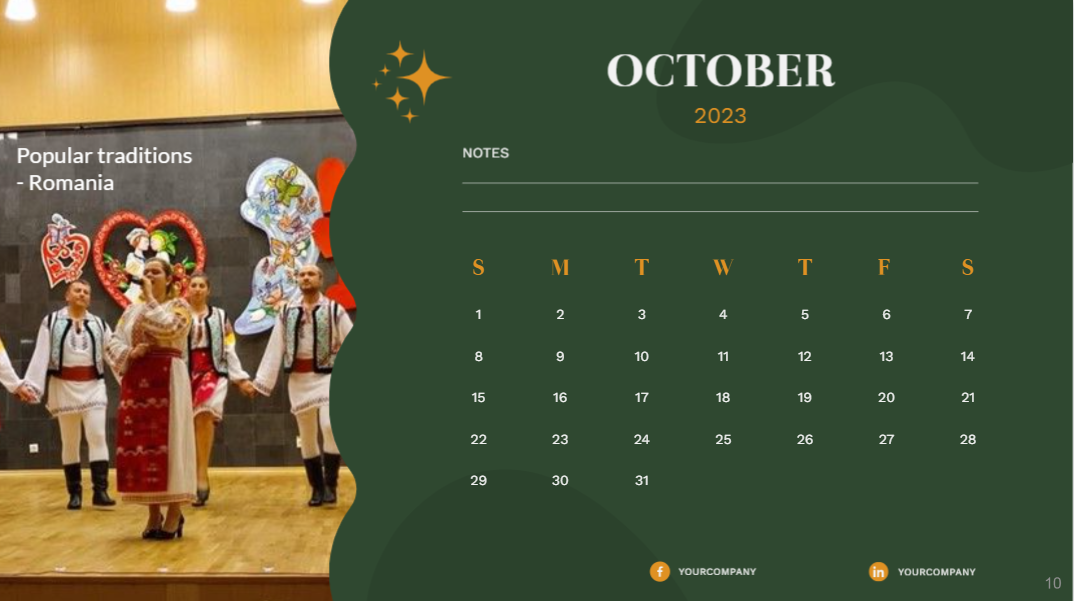 Popular traditions
- Romania
OCTOBER
2023
NOTES
S M T W T F S
1 2 3 4 5 6 7
8 9 10 11 12 13 14
15 16 17 18 19 20 21
22 23 24 25 26 27 28
29 30 31
f YOURCOMPANY in YOURCOMPANY
10